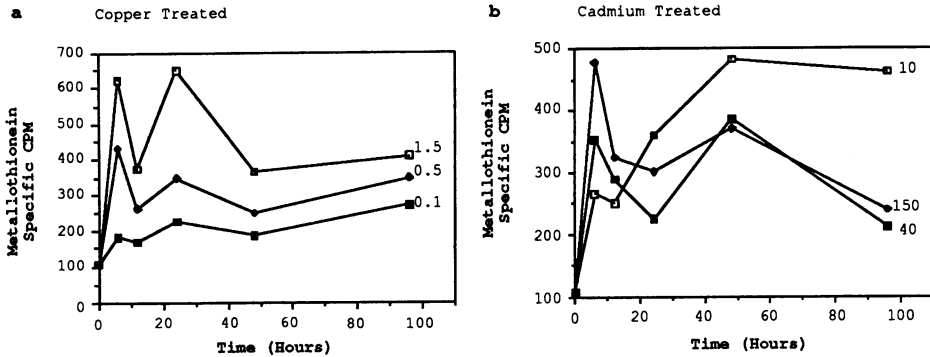 a Copper Treated
Metallothionein
Specific CPM
700
600
500
400
300
200
100
0
1.5
0.5
0.1
0 20 40 60 80 100
Time (Hours)
b Cadmium Treated
Metallothionein
Specific CPM
500
400
300
200
100
10
150
40
0 20 40 60 80 100
Time (Hours)